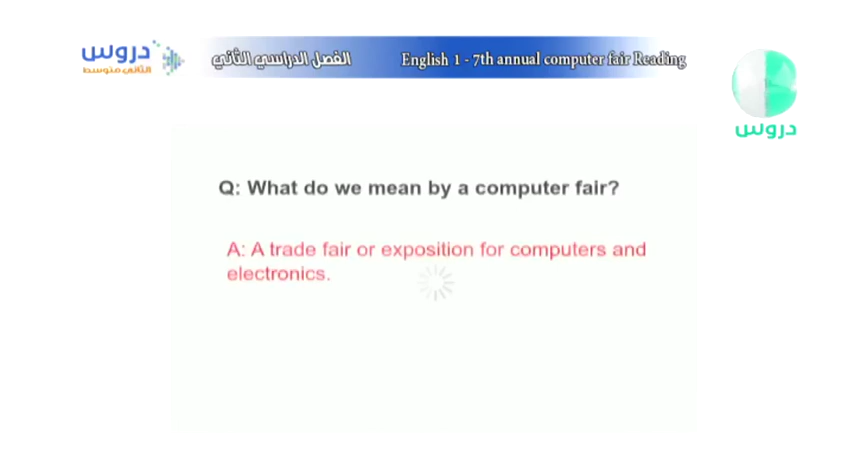 دروس
الثاني متوسط
الفصل الدراسي الثاني
English 1 - 7th annual computer fair Reading
دروس
Q: What do we mean by a computer fair?
A: A trade fair or exposition for computers and
electronics.